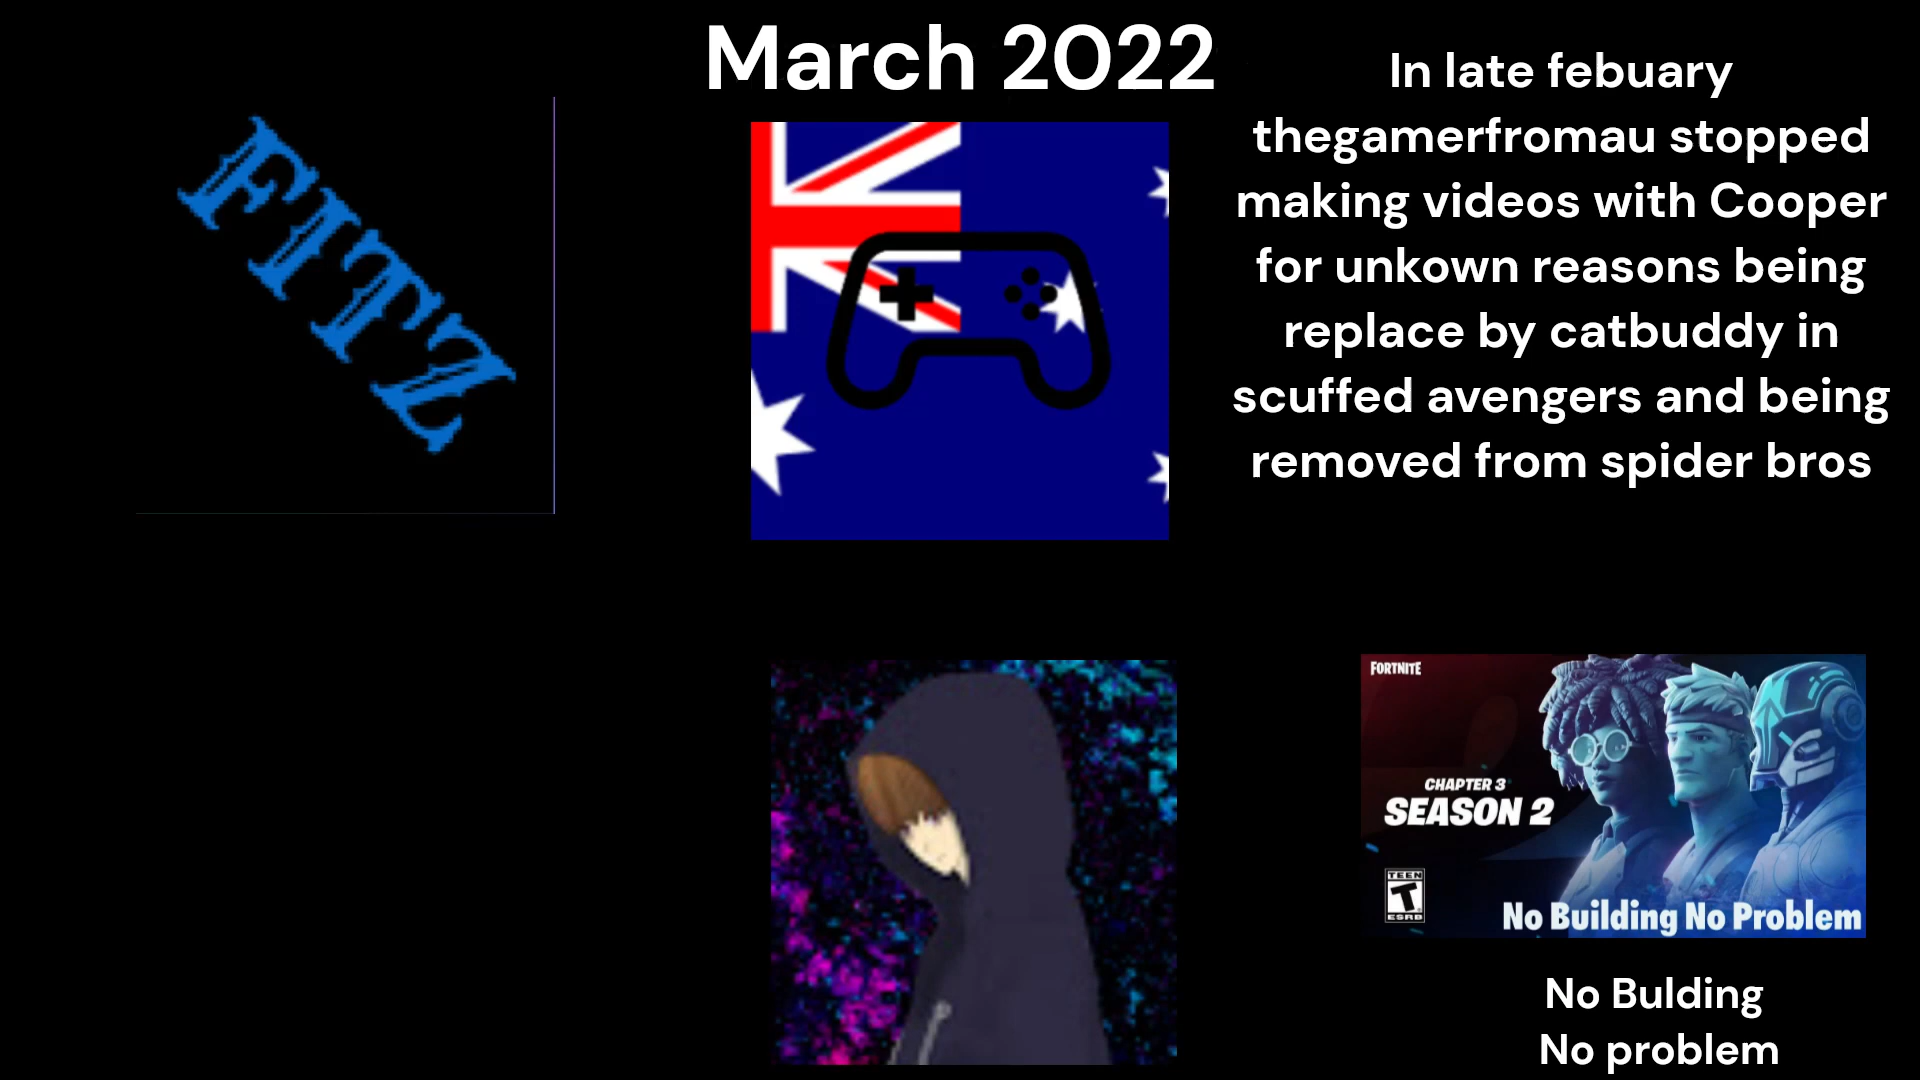 March 2022
FITZ
In late febuary
thegamerfromau stopped
making videos with Cooper
for unkown reasons being
replace by catbuddy in
scuffed avengers and being
removed from spider bros
FORTNITE
CHAPTER 3
SEASON 2
TEEN
T
ESRB
No Building No Problem
No Bulding
No problem